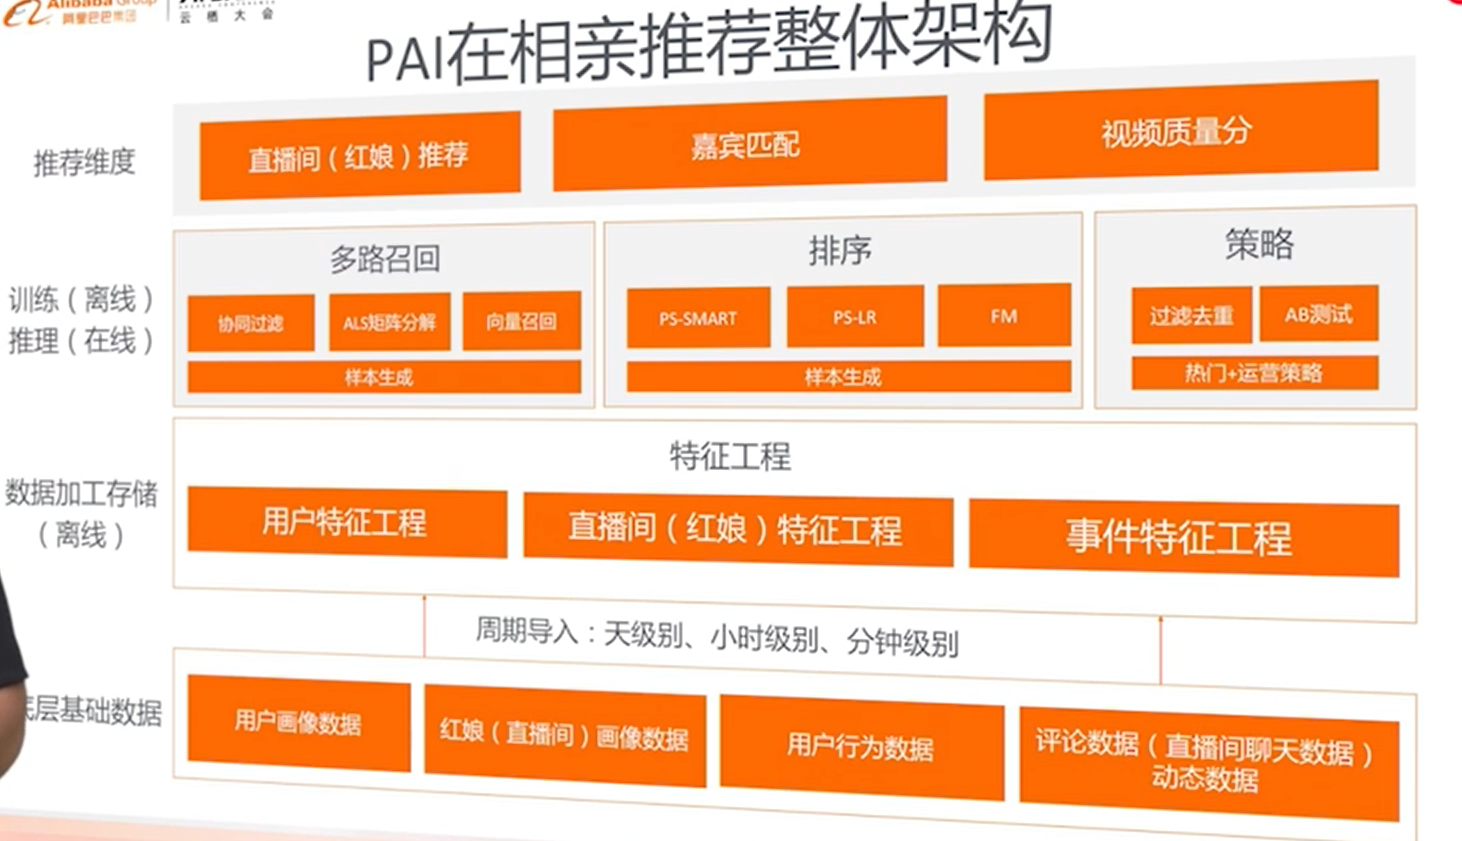 Alibaba Group
阿里巴巴集团
云栖大会
PAI在相亲推荐整体架构
推荐维度
直播间（红娘）推荐
嘉宾匹配
视频质量分
训练（离线）
推理（在线）
多路召回
协同过滤
ALS矩阵分解
向量召回
样本生成
排序
PS-SMART
PS-LR
FM
样本生成
策略
过滤去重
AB测试
热门+运营策略
数据加工存储
（离线）
特征工程
用户特征工程
直播间（红娘）特征工程
事件特征工程
周期导入：天级别、小时级别、分钟级别
底层基础数据
用户画像数据
红娘（直播间）画像数据
用户行为数据
评论数据（直播间聊天数据）
动态数据